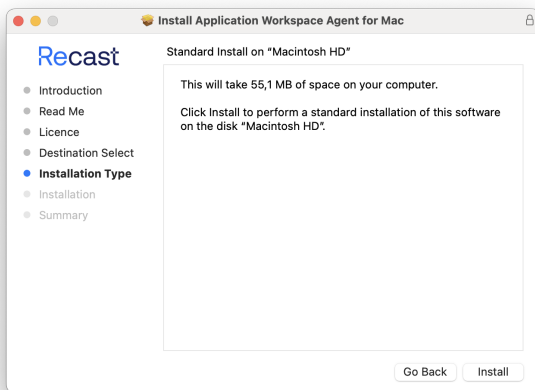 Install Application Workspace Agent for Mac
Recast
Standard Install on “Macintosh HD”
Introduction
Read Me
Licence
Destination Select
Installation Type
Installation
Summary
This will take 55,1 MB of space on your computer.
Click Install to perform a standard installation of this software
on the disk “Macintosh HD”.
Go Back
Install